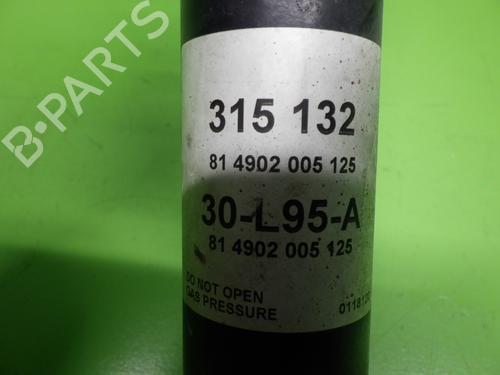 B-PARTS
315 132
81 4902 005 125
30-L95-A
81 4902 005 125
DO NOT OPEN
GAS PRESSURE